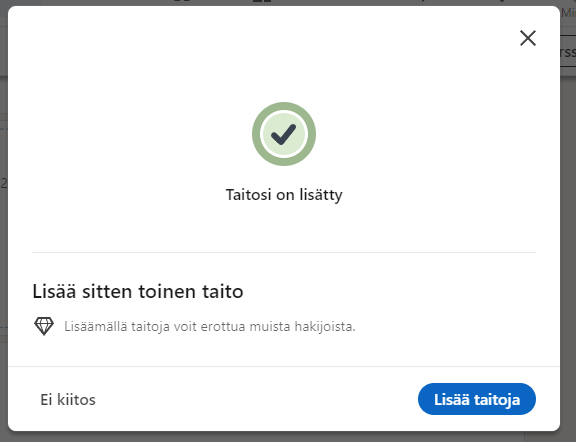 Taitosi on lisätty
Lisää sitten toinen taito
Lisäämällä taitoja voit erottua muista hakijoista.
Ei kiitos
Lisää taitoja